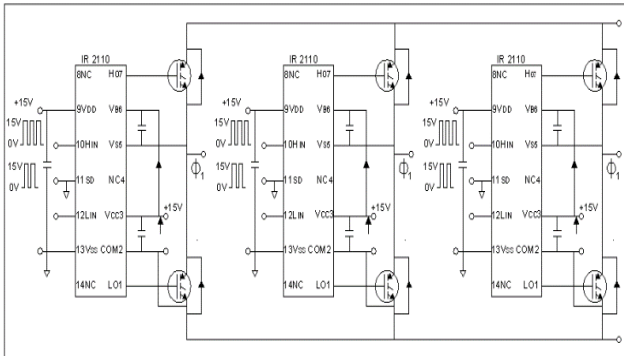 IR 2110
8NC HO7
+15V
9VDD VB6
15V
0V
10HIN VS5
15V
0V
11SD NC4
+15V
12LIN VCC3
13VSS COM2
14NC LO1
ϕ1
IR 2110
8NC HO7
+15V
9VDD VB6
15V
0V
10HIN VS5
15V
0V
11SD NC4
+15V
12LIN VCC3
13VSS COM2
14NC LO1
ϕ1
IR 2110
8NC HO7
+15V
9VDD VB6
15V
0V
10HIN VS5
15V
0V
11SD NC4
+15V
12LIN VCC3
13VSS COM2
14NC LO1
ϕ1